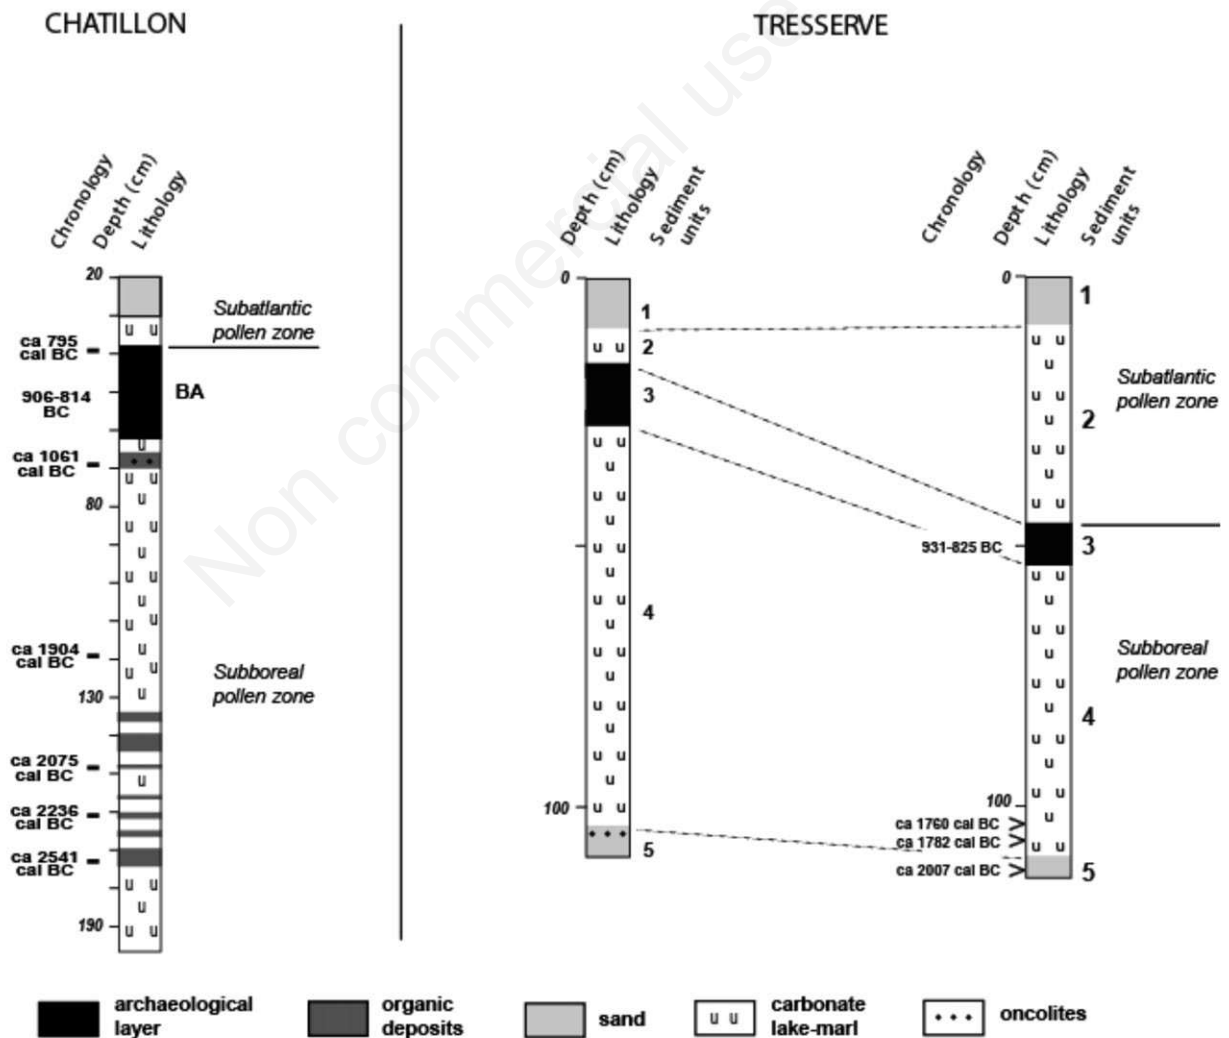 CHATILLON
TRESSERVE
Non commercial use
Chronology
Depth (cm)
Lithology
20
ca 795
cal BC
906-814
BC
ca 1061
cal BC
80
ca 1904
cal BC
130
ca 2075
cal BC
ca 2236
cal BC
ca 2541
cal BC
190
Subatlantic
pollen zone
BA
Subboreal
pollen zone
Depth (cm)
Lithology
Sediment
units
0
100
1
2
3
4
5
Chronology
Depth (cm)
Lithology
Sediment
units
0
931-825 BC
100
ca 1760 cal BC
ca 1782 cal BC
ca 2007 cal BC
1
2
3
4
5
Subatlantic
pollen zone
Subboreal
pollen zone
archaeological
layer
organic
deposits
sand
u u
carbonate
lake-marl
oncolites